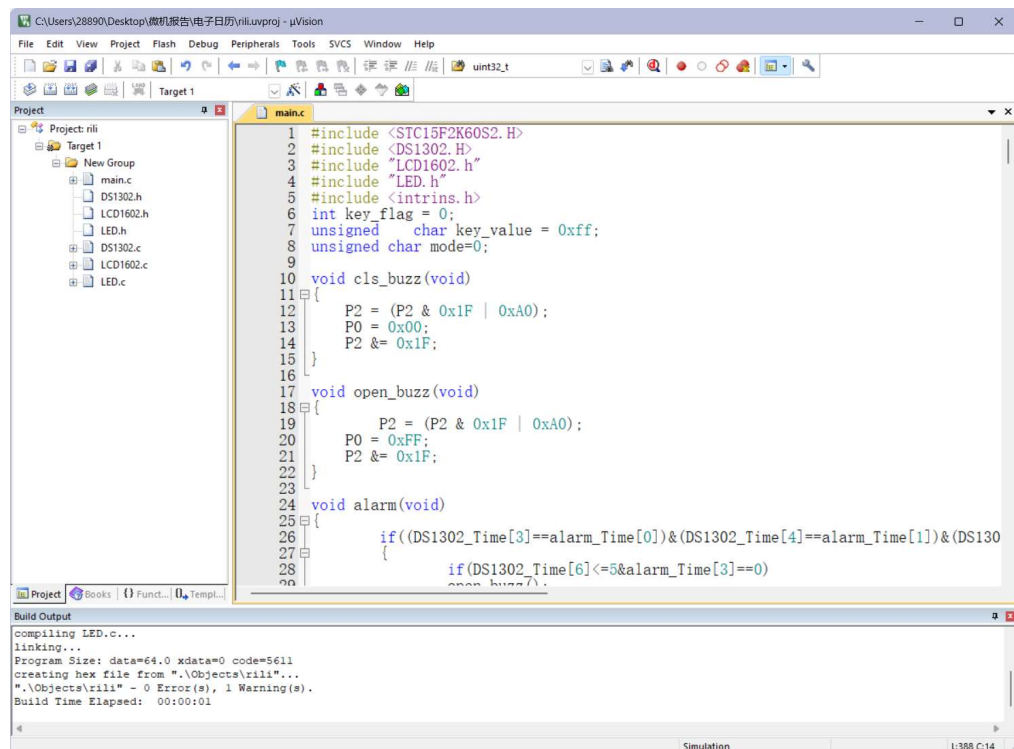 C:\Users\28890\Desktop\微机报告\电子日历\rili.uvproj - µVision
File Edit View Project Flash Debug Peripherals Tools SVCS Window Help
uint32_t
Target 1
Project
main.c
Project: rili
Target 1
New Group
main.c
DS1302.h
LCD1602.h
LED.h
DS1302.c
LCD1602.c
LED.c
1 #include <STC15F2K60S2.H>
2 #include <DS1302.H>
3 #include "LCD1602.h"
4 #include "LED.h"
5 #include <intrins.h>
6 int key_flag = 0;
7 unsigned    char key_value = 0xff;
8 unsigned char mode=0;
9
10 void cls_buzz(void)
11 {
12     P2 = (P2 & 0x1F | 0xA0);
13     P0 = 0x00;
14     P2 &= 0x1F;
15 }
16
17 void open_buzz(void)
18 {
19         P2 = (P2 & 0x1F | 0xA0);
20     P0 = 0xFF;
21     P2 &= 0x1F;
22 }
23
24 void alarm(void)
25 {
26         if((DS1302_Time[3]==alarm_Time[0])&(DS1302_Time[4]==alarm_Time[1])&(DS130
27         {
28                 if(DS1302_Time[6]<=5&alarm_Time[3]==0)
29                 open_buzz();
Project Books {} Funct... Templ...
Build Output
compiling LED.c...
linking...
Program Size: data=64.0 xdata=0 code=5611
creating hex file from ".\Objects\rili"...
".\Objects\rili" - 0 Error(s), 1 Warning(s).
Build Time Elapsed:  00:00:01
Simulation
L:388 C:14